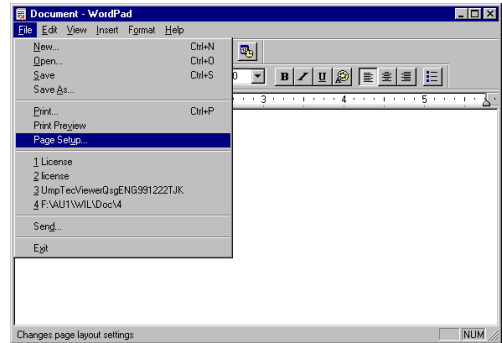 Document - WordPad
File Edit View Insert Format Help
New... Ctrl+N
Open... Ctrl+O
Save Ctrl+S
Save As...
0 B I U
3 4 5
Print... Ctrl+P
Print Preview
Page Setup...
1 License
2 license
3 UmpTecViewerQsgENG991222TJK
4 F:\AU1\WIL\Doc\4
Send...
Exit
Changes page layout settings NUM